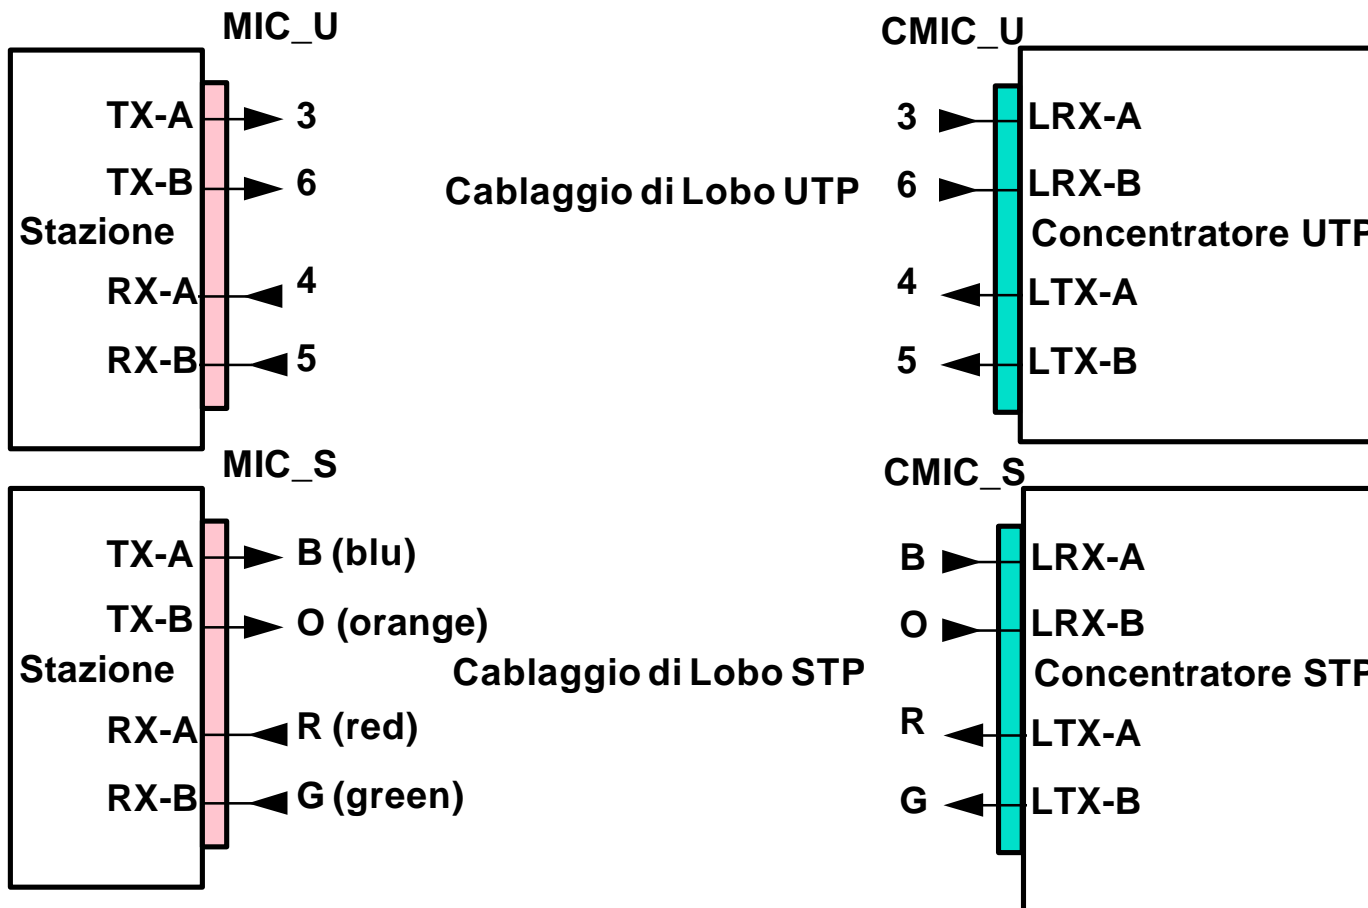 MIC_U
CMIC_U
TX-A 3
3 LRX-A
TX-B 6
Cablaggio di Lobo UTP
6 LRX-B
Stazione
Concentratore UTP
RX-A 4
4 LTX-A
RX-B 5
5 LTX-B
MIC_S
CMIC_S
TX-A B (blu)
B LRX-A
TX-B O (orange)
O LRX-B
Stazione
Cablaggio di Lobo STP
Concentratore STP
RX-A R (red)
R LTX-A
RX-B G (green)
G LTX-B